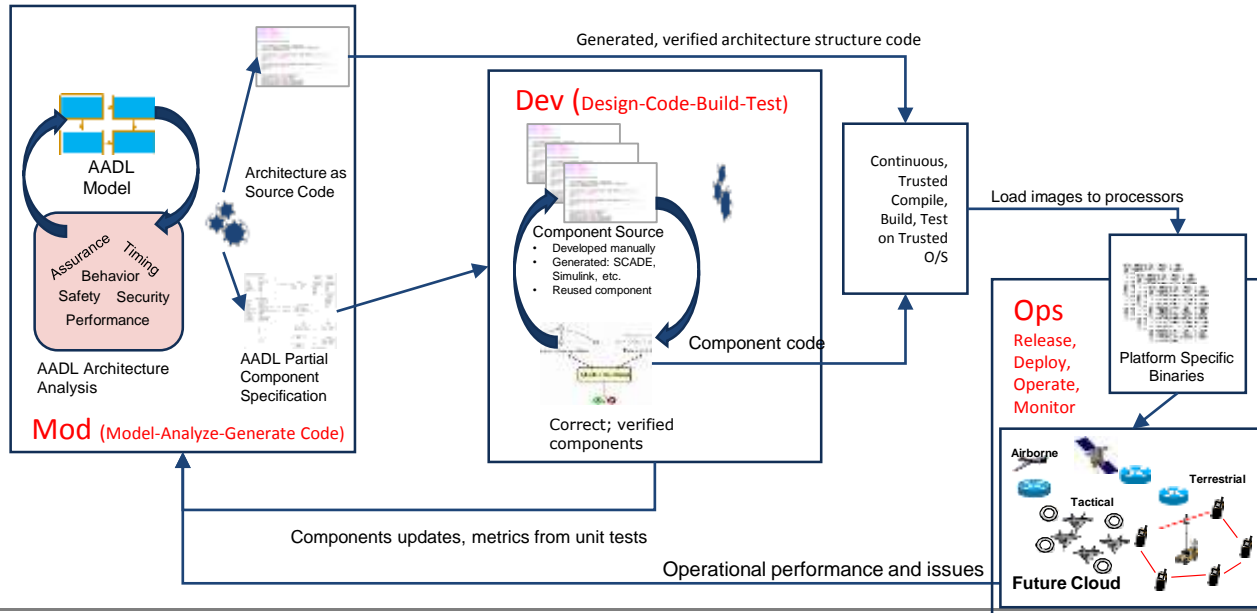 Generated, verified architecture structure code
AADL
Model
Architecture as
Source Code
Assurance
Timing
Behavior
Safety
Security
Performance
AADL Architecture
Analysis
AADL Partial
Component
Specification
Mod (Model-Analyze-Generate Code)
Dev (Design-Code-Build-Test)
Component Source
• Developed manually
• Generated: SCADE,
Simulink, etc.
• Reused component
Correct; verified
components
Component code
Continuous,
Trusted
Compile,
Build, Test
on Trusted
O/S
Load images to processors
Ops
Release,
Deploy,
Operate,
Monitor
Platform Specific
Binaries
Airborne
Terrestrial
Tactical
Future Cloud
Components updates, metrics from unit tests
Operational performance and issues